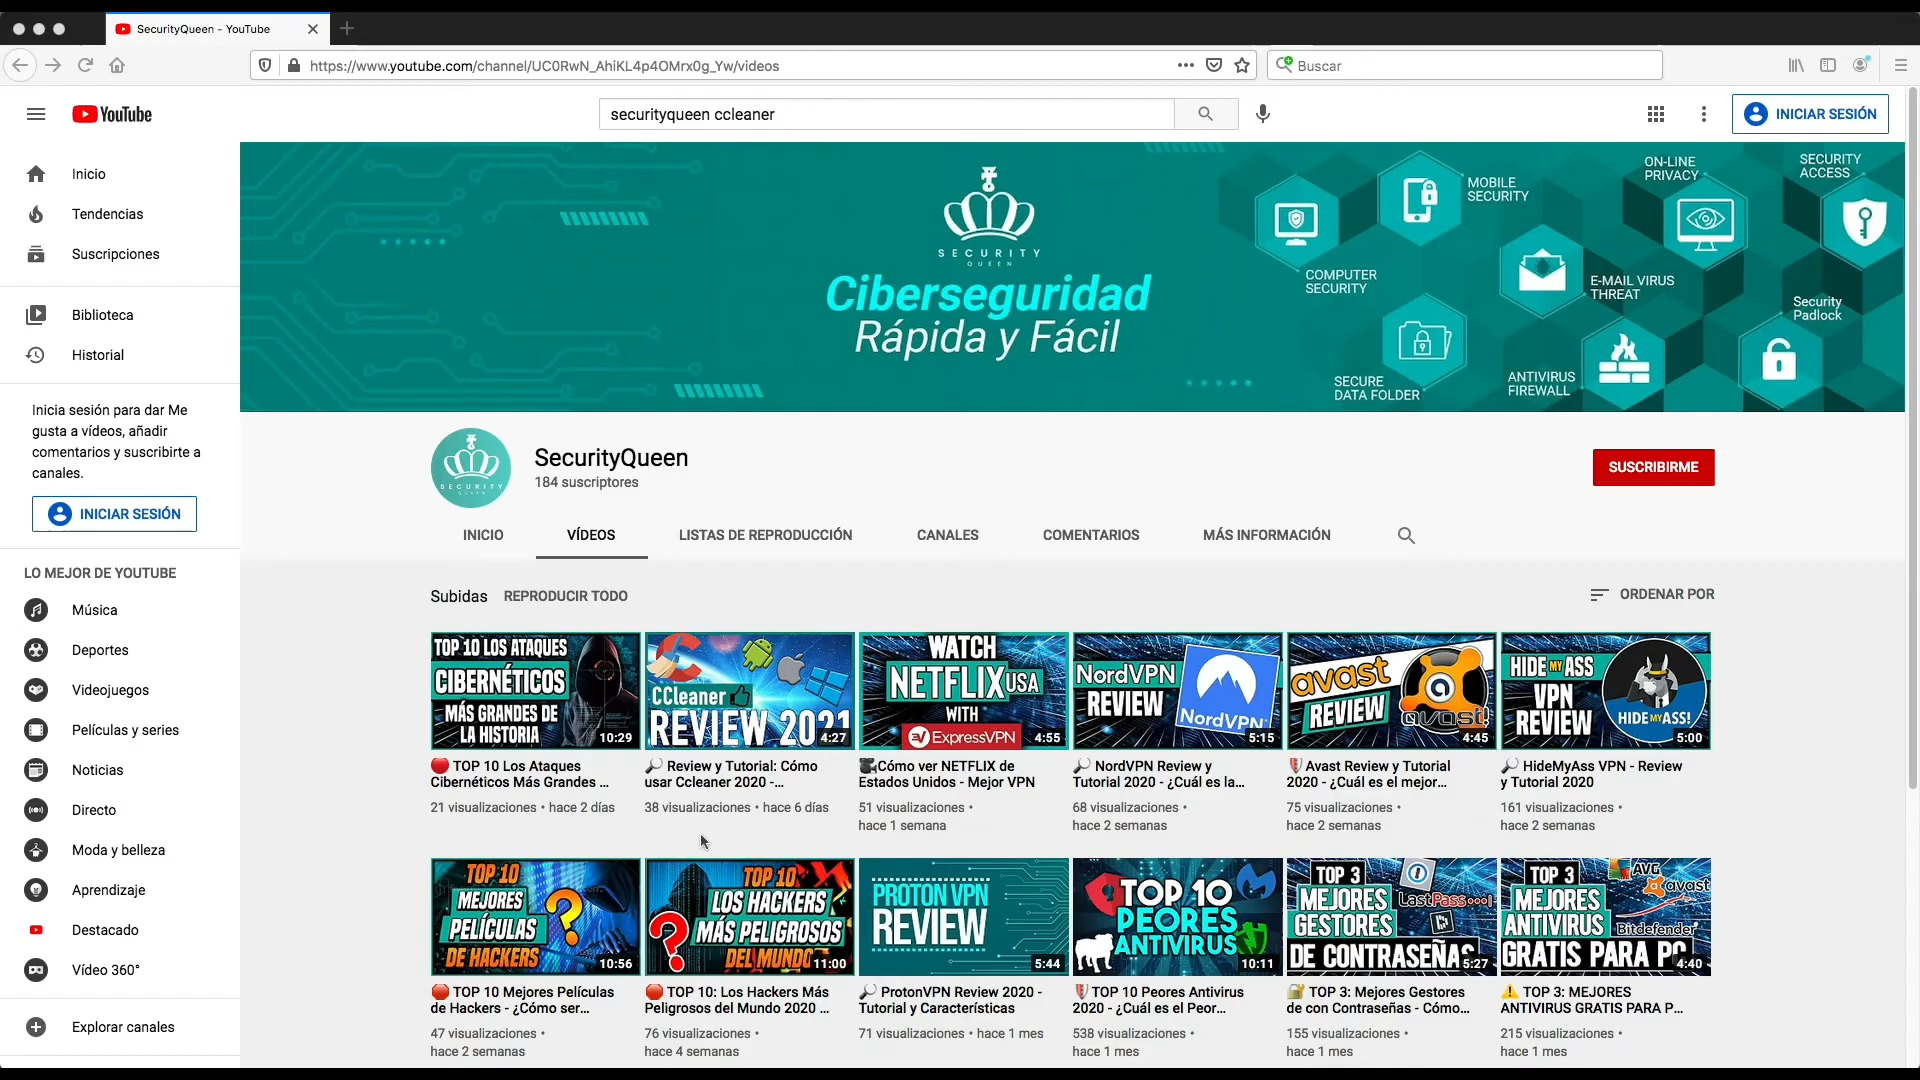 SecurityQueen - YouTube
https://www.youtube.com/channel/UC0RwN_AhiKL4p4OMrx0g_Yw/videos
Buscar
YouTube
securityqueen ccleaner
INICIAR SESIÓN
Inicio
Tendencias
Suscripciones
Biblioteca
Historial
Inicia sesión para dar Me
gusta a vídeos, añadir
comentarios y suscribirte a
canales.
INICIAR SESIÓN
LO MEJOR DE YOUTUBE
Música
Deportes
Videojuegos
Películas y series
Noticias
Directo
Moda y belleza
Aprendizaje
Destacado
Vídeo 360°
Explorar canales
SECURITY
QUEEN
Ciberseguridad
Rápida y Fácil
COMPUTER
SECURITY
MOBILE
SECURITY
SECURE
DATA FOLDER
E-MAIL VIRUS
THREAT
ANTIVIRUS
FIREWALL
ON-LINE
PRIVACY
SECURITY
ACCESS
Security
Padlock
SECURITY
QUEEN
SecurityQueen
184 suscriptores
SUSCRIBIRME
INICIO
VÍDEOS
LISTAS DE REPRODUCCIÓN
CANALES
COMENTARIOS
MÁS INFORMACIÓN
Subidas
REPRODUCIR TODO
ORDENAR POR
TOP 10 LOS ATAQUES
CIBERNÉTICOS
MÁS GRANDES DE
LA HISTORIA
10:29
TOP 10 Los Ataques
Cibernéticos Más Grandes ...
21 visualizaciones • hace 2 días
CCleaner
REVIEW 2021
4:27
Review y Tutorial: Cómo
usar Ccleaner 2020 -...
38 visualizaciones • hace 6 días
WATCH
NETFLIX USA
WITH
ExpressVPN
4:55
Cómo ver NETFLIX de
Estados Unidos - Mejor VPN
51 visualizaciones •
hace 1 semana
NordVPN
REVIEW
NordVPN
5:15
NordVPN Review y
Tutorial 2020 - ¿Cuál es la...
68 visualizaciones •
hace 2 semanas
avast
REVIEW
avast!
4:45
Avast Review y Tutorial
2020 - ¿Cuál es el mejor...
75 visualizaciones •
hace 2 semanas
HIDE MY ASS
VPN
REVIEW
HIDE MY ASS!
5:00
HideMyAss VPN - Review
y Tutorial 2020
161 visualizaciones •
hace 2 semanas
TOP 10
MEJORES
PELÍCULAS
DE HACKERS
10:56
TOP 10 Mejores Películas
de Hackers - ¿Cómo ser...
47 visualizaciones •
hace 2 semanas
TOP 10
LOS HACKERS
MÁS PELIGROSOS
DEL MUNDO
11:00
TOP 10: Los Hackers Más
Peligrosos del Mundo 2020 ...
76 visualizaciones •
hace 4 semanas
PROTON VPN
REVIEW
5:44
ProtonVPN Review 2020 -
Tutorial y Características
71 visualizaciones • hace 1 mes
TOP 10
PEORES
ANTIVIRUS
10:11
TOP 10 Peores Antivirus
2020 - ¿Cuál es el Peor...
538 visualizaciones •
hace 1 mes
TOP 3
MEJORES
GESTORES
DE CONTRASEÑAS
LastPass
5:27
TOP 3: Mejores Gestores
de con Contraseñas - Cómo...
155 visualizaciones •
hace 1 mes
TOP 3
MEJORES
ANTIVIRUS
GRATIS PARA PC
AVG
avast
Bitdefender
4:40
TOP 3: MEJORES
ANTIVIRUS GRATIS PARA P...
215 visualizaciones •
hace 1 mes